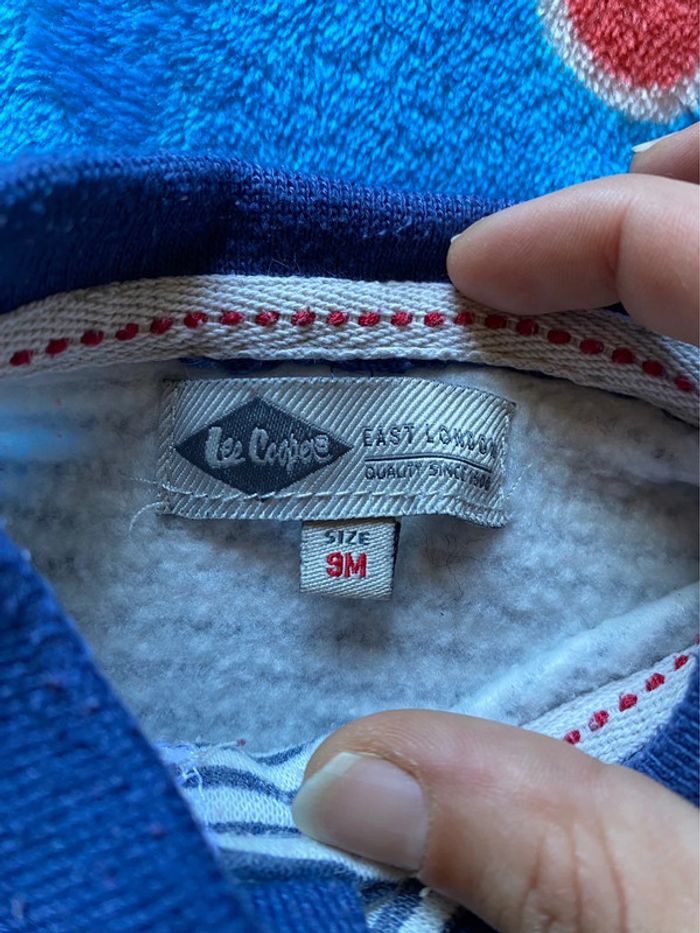 Lee Cooper®
EAST LONDON
QUALITY SINCE 1908
SIZE
9M